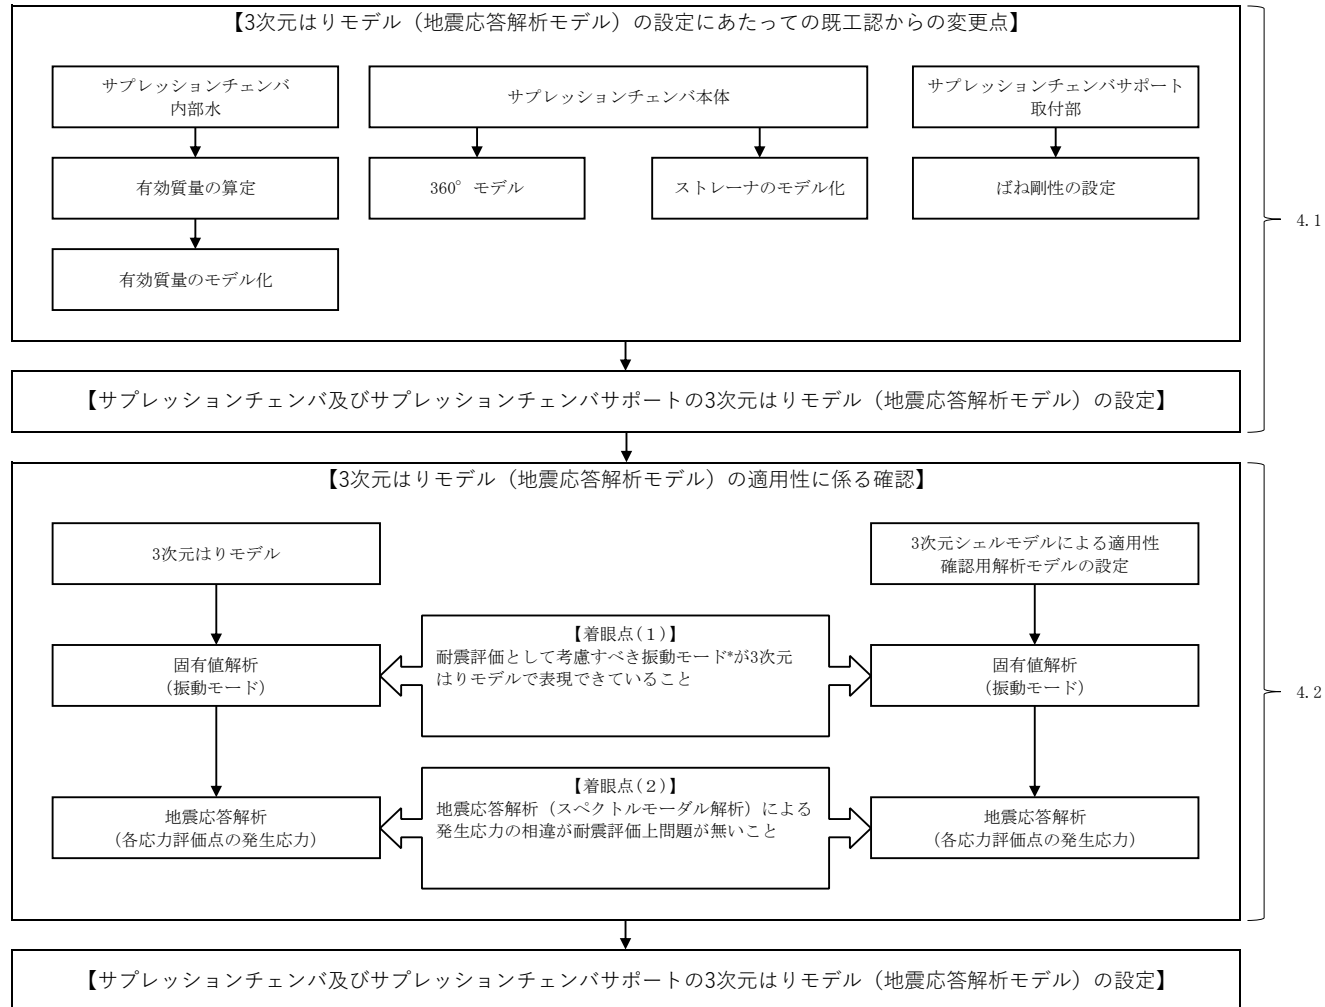 【3次元はりモデル（地震応答解析モデル）の設定にあたっての既工認からの変更点】
サプレッションチェンバ
内部水
サプレッションチェンバ本体
サプレッションチェンバサポート
取付部
有効質量の算定
360°モデル
ストレーナのモデル化
ばね剛性の設定
有効質量のモデル化
4.1
【サプレッションチェンバ及びサプレッションチェンバサポートの3次元はりモデル（地震応答解析モデル）の設定】
【3次元はりモデル（地震応答解析モデル）の適用性に係る確認】
3次元はりモデル
3次元シェルモデルによる適用性
確認用解析モデルの設定
【着眼点(１)】
耐震評価として考慮すべき振動モード*が3次元
はりモデルで表現できていること
固有値解析
(振動モード)
固有値解析
(振動モード)
4.2
【着眼点(２)】
地震応答解析（スペクトルモーダル解析）による
発生応力の相違が耐震評価上問題が無いこと
地震応答解析
(各応力評価点の発生応力)
地震応答解析
(各応力評価点の発生応力)
【サプレッションチェンバ及びサプレッションチェンバサポートの3次元はりモデル（地震応答解析モデル）の設定】